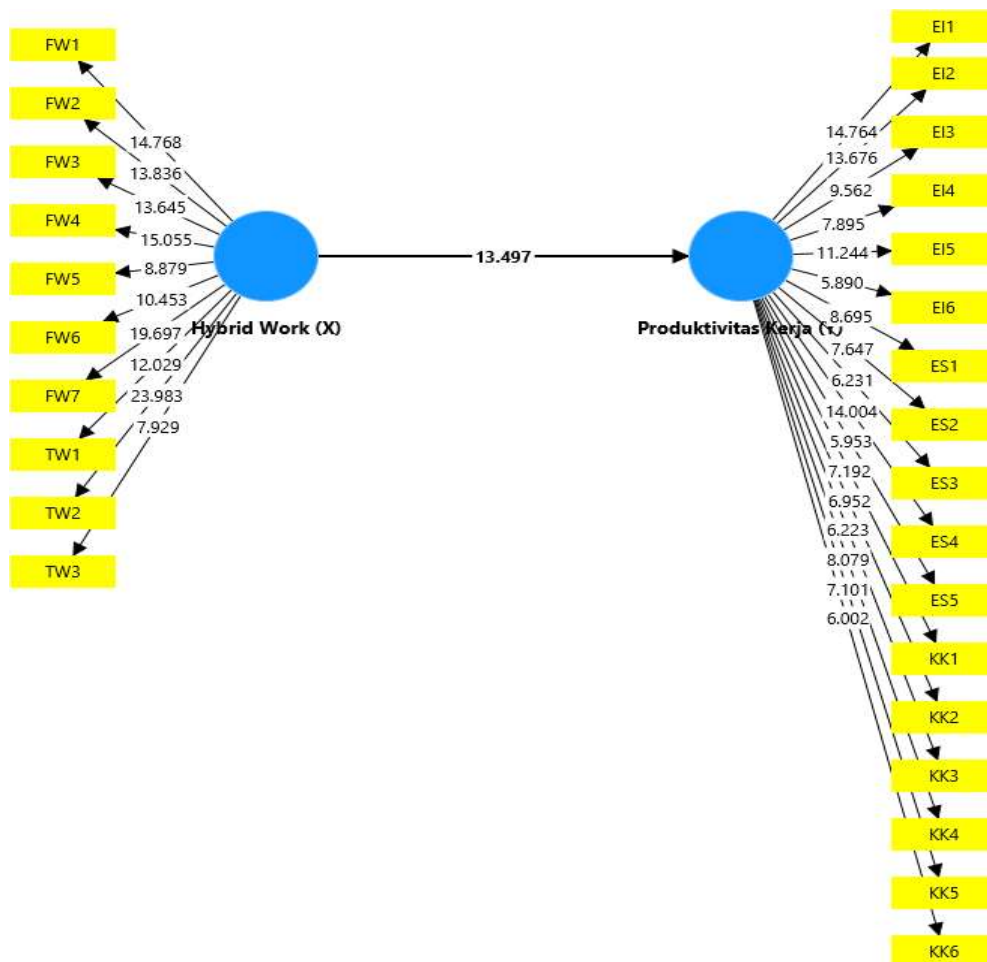 FW1
FW2
FW3
FW4
FW5
FW6
FW7
TW1
TW2
TW3
14.768
13.836
13.645
15.055
8.879
10.453
19.697
12.029
23.983
7.929
Hybrid Work (X)
13.497
Produktivitas Kerja (Y)
14.764
13.676
9.562
7.895
11.244
5.890
8.695
7.647
6.231
14.004
5.953
7.192
6.952
6.223
8.079
7.101
6.002
EI1
EI2
EI3
EI4
EI5
EI6
ES1
ES2
ES3
ES4
ES5
KK1
KK2
KK3
KK4
KK5
KK6